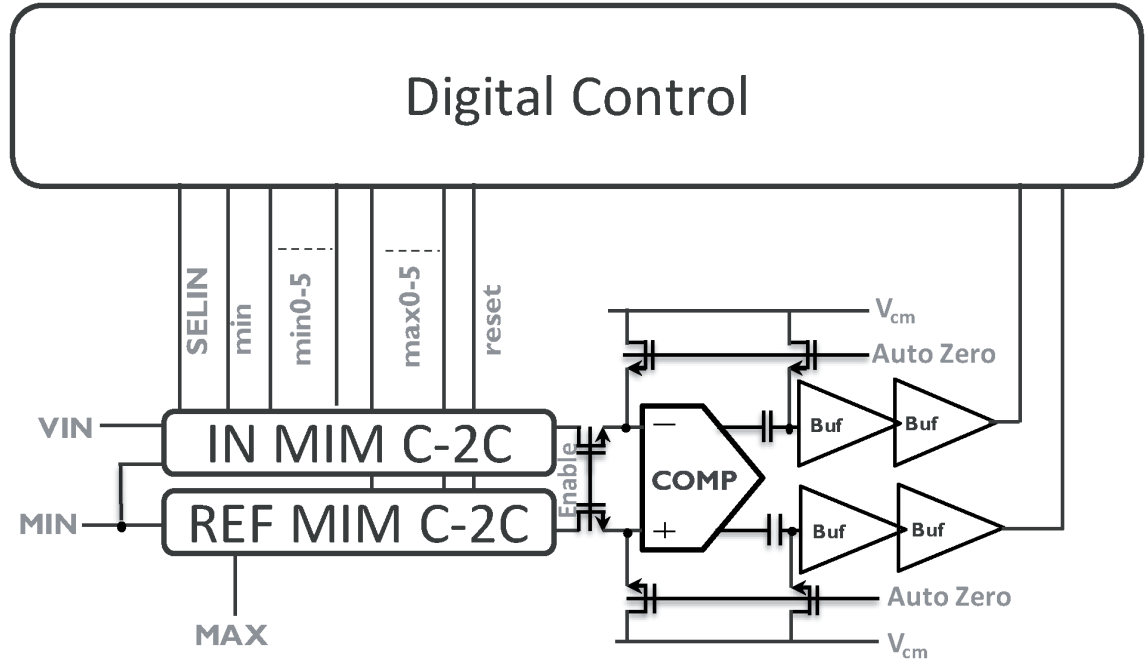 Digital Control
SELIN
min
min0-5
max0-5
reset
Vcm
Auto Zero
VIN
IN MIM C-2C
Enable
Buf
Buf
COMP
MIN
REF MIM C-2C
Buf
Buf
Auto Zero
MAX
Vcm